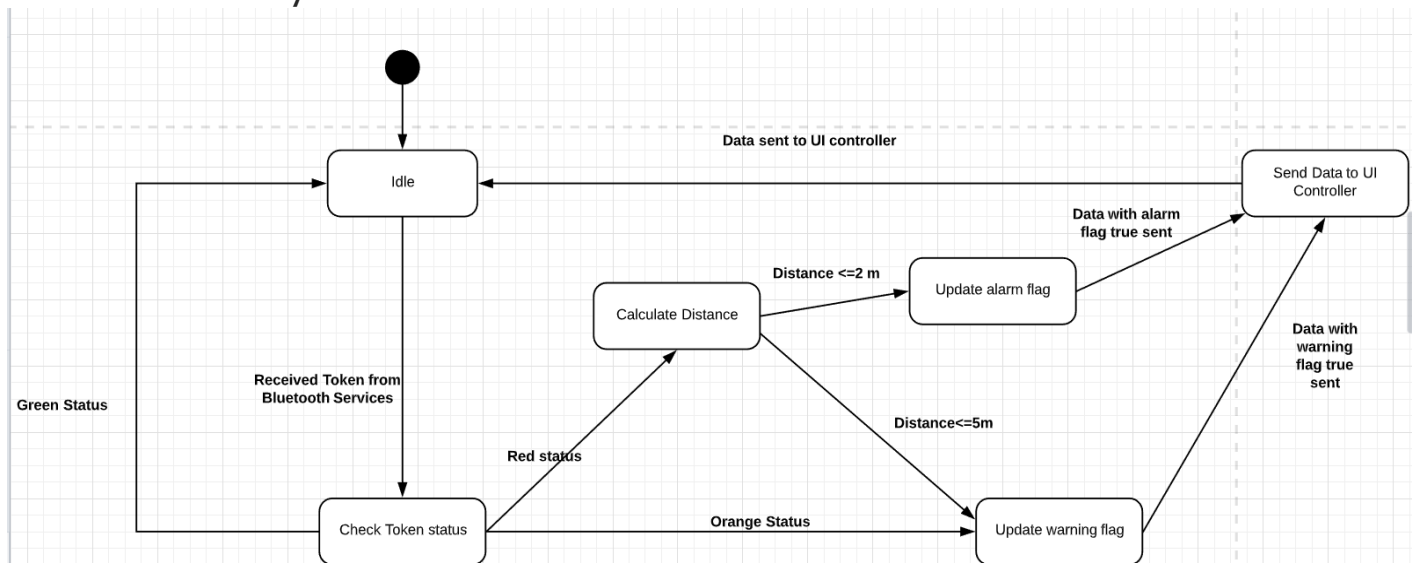 Data sent to UI controller
Idle
Send Data to UI
Controller
Data with alarm
flag true sent
Distance <=2 m
Update alarm flag
Calculate Distance
Data with
warning
flag true
sent
Received Token from
Bluetooth Services
Green Status
Distance<=5m
Red status
Orange Status
Check Token status
Update warning flag